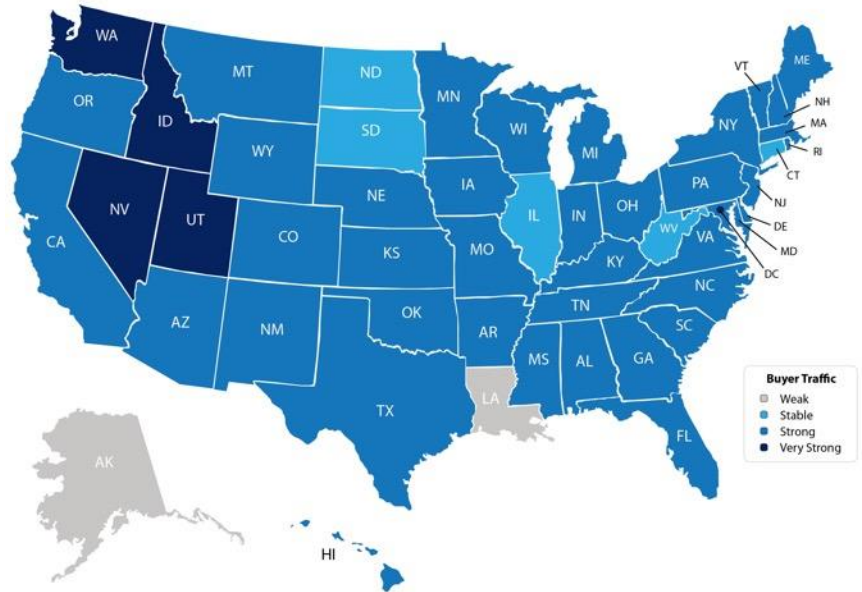 WA
MT
ND
MN
ME
VT
OR
ID
SD
WI
NY
NH
MA
RI
CT
WY
MI
NV
UT
NE
IA
PA
NJ
CA
CO
IL
IN
OH
DE
MD
DC
KS
MO
WV
VA
KY
AZ
NM
OK
TN
NC
AR
SC
MS
AL
GA
TX
LA
FL
AK
HI
Buyer Traffic
Weak
Stable
Strong
Very Strong